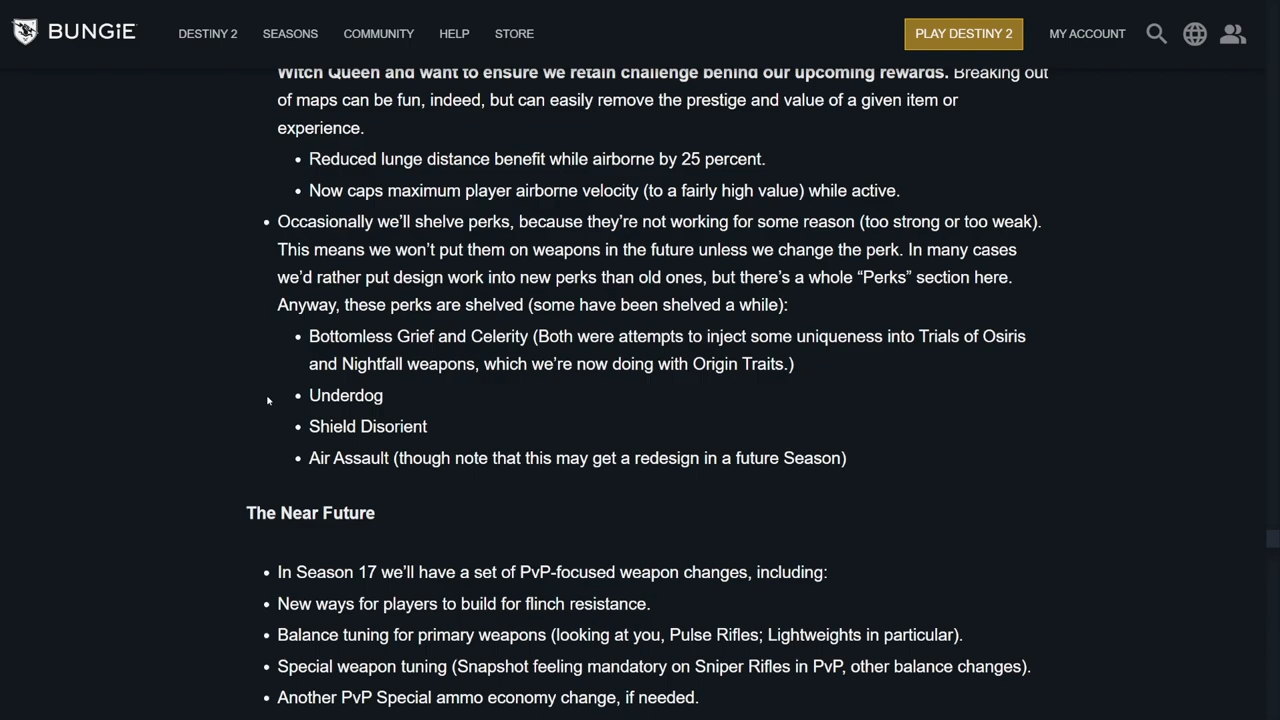 BUNGiE
DESTINY 2 SEASONS COMMUNITY HELP STORE PLAY DESTINY 2 MY ACCOUNT
Witch Queen and want to ensure we retain challenge behind our upcoming rewards. Breaking out
of maps can be fun, indeed, but can easily remove the prestige and value of a given item or
experience.
• Reduced lunge distance benefit while airborne by 25 percent.
• Now caps maximum player airborne velocity (to a fairly high value) while active.
• Occasionally we’ll shelve perks, because they’re not working for some reason (too strong or too weak).
This means we won’t put them on weapons in the future unless we change the perk. In many cases
we’d rather put design work into new perks than old ones, but there’s a whole “Perks” section here.
Anyway, these perks are shelved (some have been shelved a while):
• Bottomless Grief and Celerity (Both were attempts to inject some uniqueness into Trials of Osiris
and Nightfall weapons, which we’re now doing with Origin Traits.)
• Underdog
• Shield Disorient
• Air Assault (though note that this may get a redesign in a future Season)
The Near Future
• In Season 17 we’ll have a set of PvP-focused weapon changes, including:
• New ways for players to build for flinch resistance.
• Balance tuning for primary weapons (looking at you, Pulse Rifles; Lightweights in particular).
• Special weapon tuning (Snapshot feeling mandatory on Sniper Rifles in PvP, other balance changes).
• Another PvP Special ammo economy change, if needed.